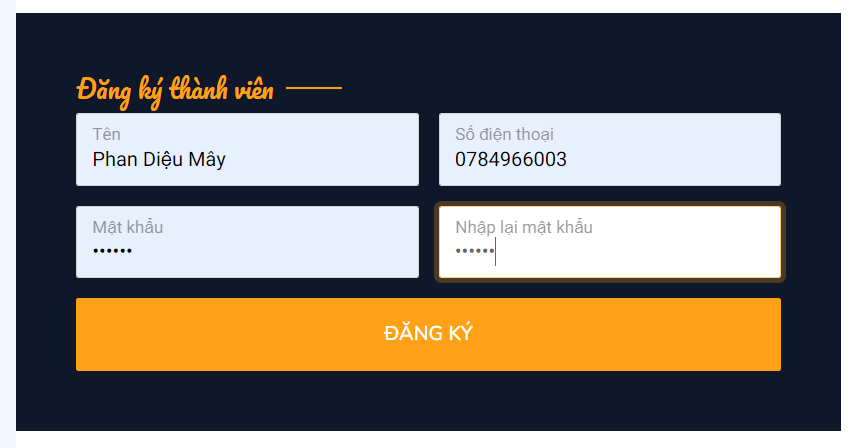 Đăng ký thành viên
Tên
Phan Diệu Mây
Số điện thoại
0784966003
Mật khẩu
••••••
Nhập lại mật khẩu
••••••
ĐĂNG KÝ